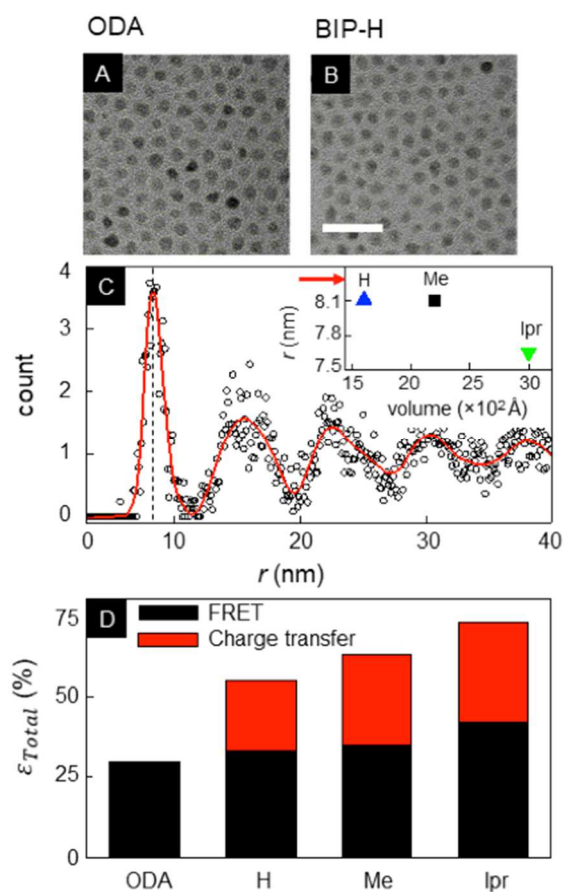 ODA BIP-H
A B
C
4
3
2
1
0
count
0 10 20 30 40
r (nm)
H Me Ipr
8.1
7.8
7.5
r (nm)
15 20 25 30
volume (×10²Å)
D
FRET
Charge transfer
75
50
25
0
εTotal (%)
ODA H Me Ipr